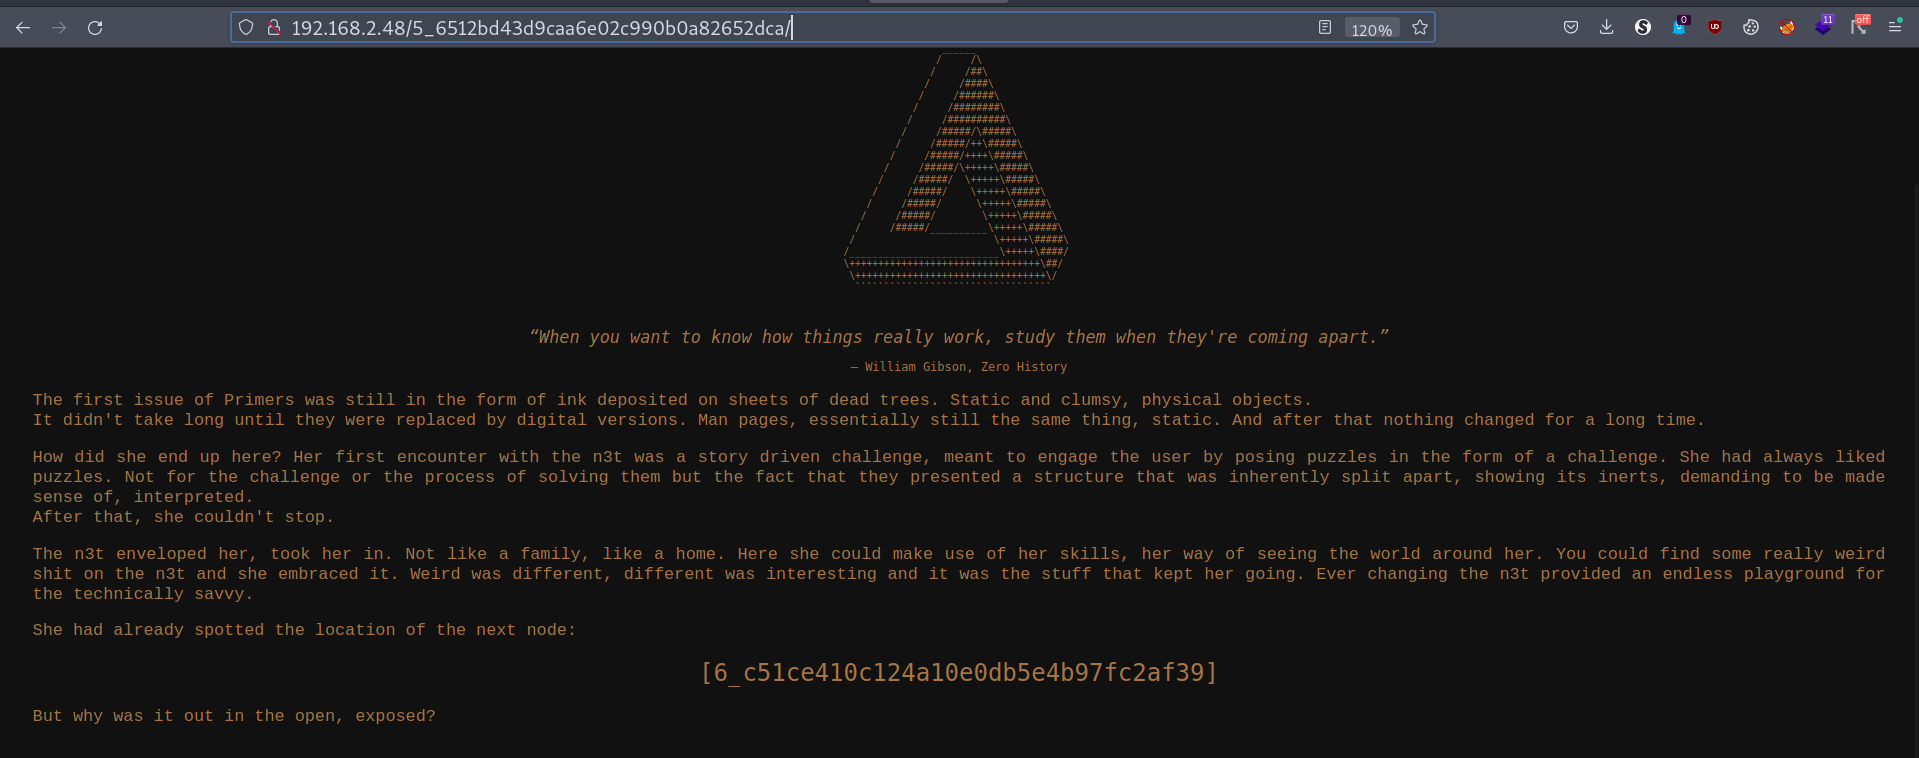 192.168.2.48/5_6512bd43d9caa6e02c990b0a82652dca/
120%
0
11
off
______
/     /\
/     /##\
/     /####\
/     /######\
/     /########\
/     /##########\
/     /#####/\#####\
/     /#####/++\#####\
/     /#####/++++\#####\
/     /#####/\+++++\#####\
/     /#####/  \+++++\#####\
/     /#####/    \+++++\#####\
/     /#####/      \+++++\#####\
/     /#####/        \+++++\#####\
/     /#####/__________\+++++\#####\
/                        \+++++\#####\
/__________________________\+++++\####/
\+++++++++++++++++++++++++++++++++\##/
\+++++++++++++++++++++++++++++++++\/
``````````````````````````````````
“When you want to know how things really work, study them when they're coming apart.”
― William Gibson, Zero History
The first issue of Primers was still in the form of ink deposited on sheets of dead trees. Static and clumsy, physical objects.
It didn't take long until they were replaced by digital versions. Man pages, essentially still the same thing, static. And after that nothing changed for a long time.
How did she end up here? Her first encounter with the n3t was a story driven challenge, meant to engage the user by posing puzzles in the form of a challenge. She had always liked
puzzles. Not for the challenge or the process of solving them but the fact that they presented a structure that was inherently split apart, showing its inerts, demanding to be made
sense of, interpreted.
After that, she couldn't stop.
The n3t enveloped her, took her in. Not like a family, like a home. Here she could make use of her skills, her way of seeing the world around her. You could find some really weird
shit on the n3t and she embraced it. Weird was different, different was interesting and it was the stuff that kept her going. Ever changing the n3t provided an endless playground for
the technically savvy.
She had already spotted the location of the next node:
[6_c51ce410c124a10e0db5e4b97fc2af39]
But why was it out in the open, exposed?